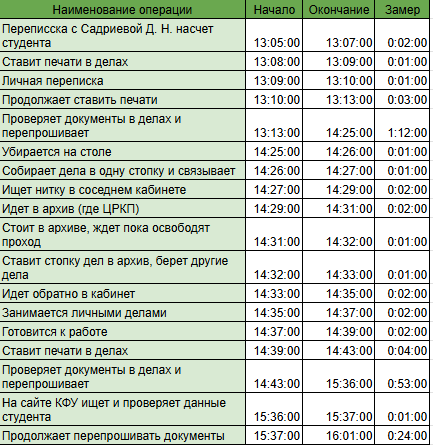 Наименование операции Начало Окончание Замер
Переписска с Садриевой Д. Н. насчет
студента 13:05:00 13:07:00 0:02:00
Ставит печати в делах 13:08:00 13:09:00 0:01:00
Личная переписка 13:09:00 13:10:00 0:01:00
Продолжает ставить печати 13:10:00 13:13:00 0:03:00
Проверяет документы в делах и
перепрошивает 13:13:00 14:25:00 1:12:00
Убирается на столе 14:25:00 14:26:00 0:01:00
Собирает дела в одну стопку и связывает 14:26:00 14:27:00 0:01:00
Ищет нитку в соседнем кабинете 14:27:00 14:29:00 0:02:00
Идет в архив (где ЦРКП) 14:29:00 14:31:00 0:02:00
Стоит в архиве, ждет пока освободят
проход 14:31:00 14:32:00 0:01:00
Ставит стопку дел в архив, берет другие
дела 14:32:00 14:33:00 0:01:00
Идет обратно в кабинет 14:33:00 14:35:00 0:02:00
Занимается личными делами 14:35:00 14:37:00 0:02:00
Готовится к работе 14:37:00 14:39:00 0:02:00
Ставит печати в делах 14:39:00 14:43:00 0:04:00
Проверяет документы в делах и
перепрошивает 14:43:00 15:36:00 0:53:00
На сайте КФУ ищет и проверяет данные
студента 15:36:00 15:37:00 0:01:00
Продолжает перепрошивать документы 15:37:00 16:01:00 0:24:00